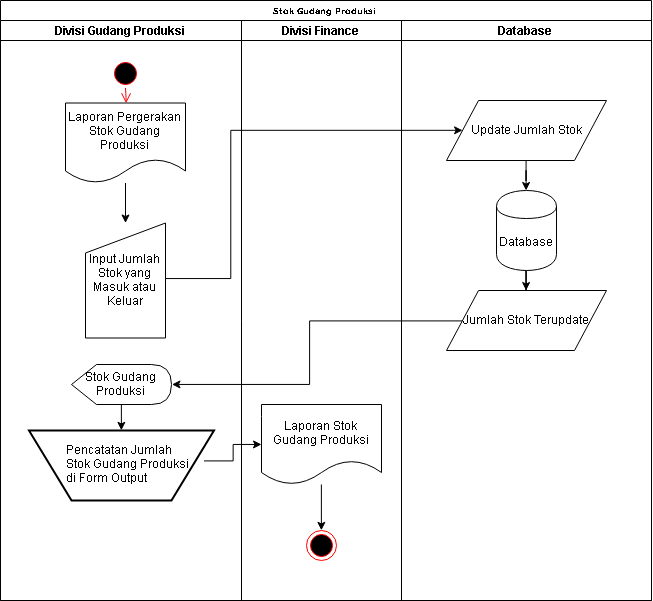 Stok Gudang Produksi
Divisi Gudang Produksi
Divisi Finance
Database
Laporan Pergerakan
Stok Gudang
Produksi
Update Jumlah Stok
Database
Input Jumlah
Stok yang
Masuk atau
Keluar
Jumlah Stok Terupdate
Stok Gudang
Produksi
Pencatatan Jumlah
Stok Gudang Produksi
di Form Output
Laporan Stok
Gudang Produksi